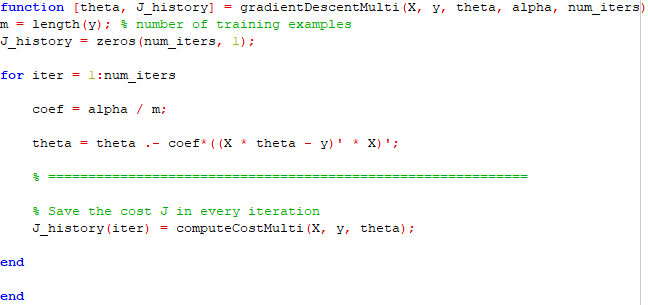 function [theta, J_history] = gradientDescentMulti(X, y, theta, alpha, num_iters)
m = length(y); % number of training examples
J_history = zeros(num_iters, 1);
for iter = 1:num_iters
coef = alpha / m;
theta = theta .- coef*((X * theta - y)' * X)';
% ============================================================
% Save the cost J in every iteration
J_history(iter) = computeCostMulti(X, y, theta);
end
end